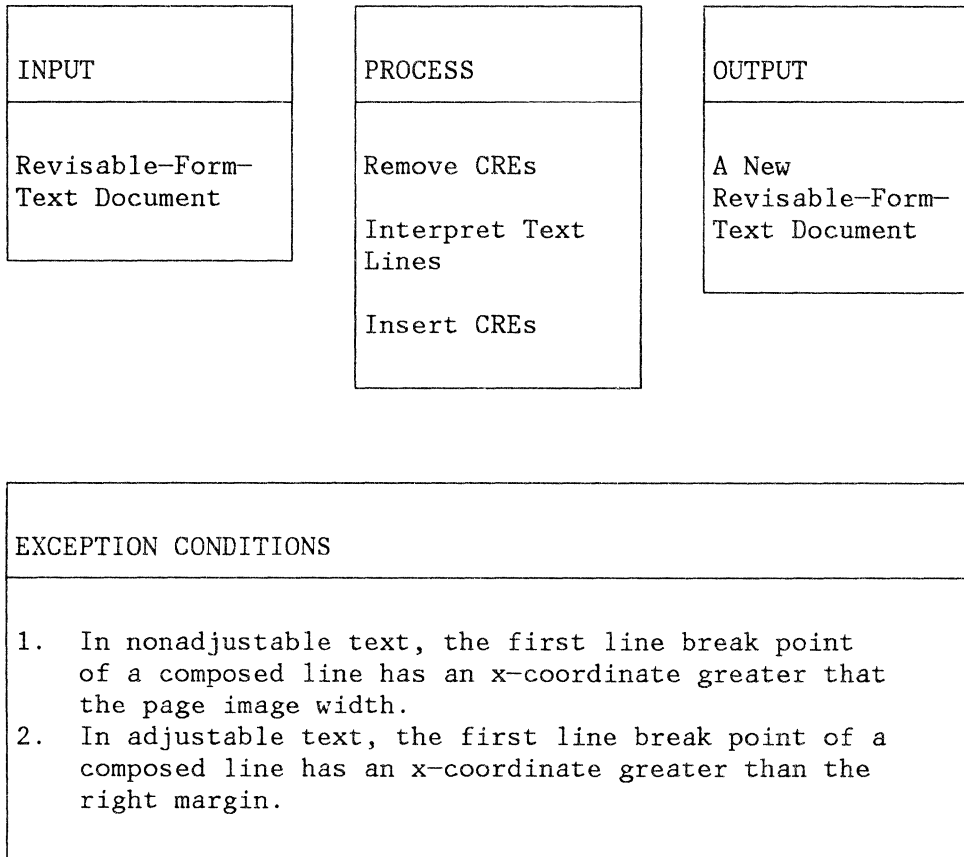 INPUT
Revisable-Form-
Text Document
PROCESS
Remove CREs
Interpret Text
Lines
Insert CREs
OUTPUT
A New
Revisable-Form-
Text Document
EXCEPTION CONDITIONS
1. In nonadjustable text, the first line break point
of a composed line has an x-coordinate greater that
the page image width.
2. In adjustable text, the first line break point of a
composed line has an x-coordinate greater than the
right margin.